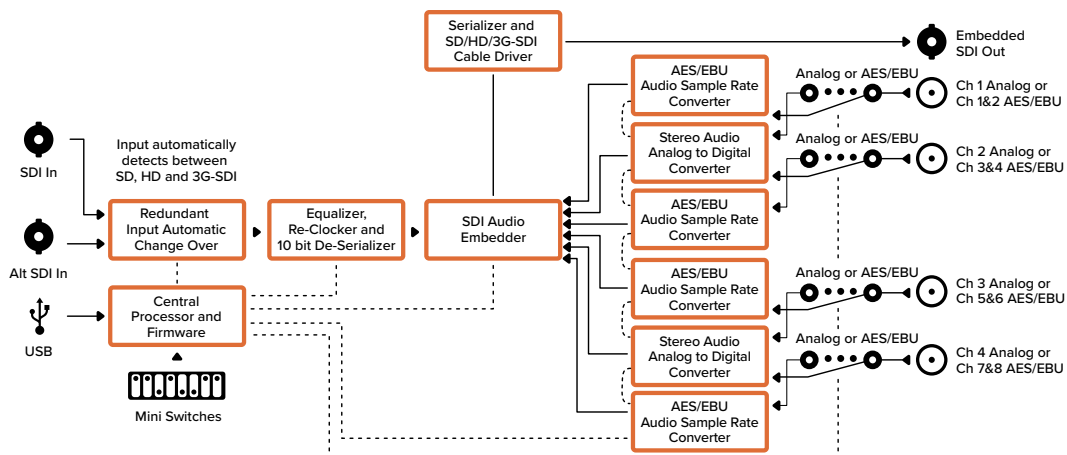 Serializer and
SD/HD/3G-SDI
Cable Driver
Embedded
SDI Out
AES/EBU
Audio Sample Rate
Converter
Analog or AES/EBU
Ch 1 Analog or
Ch 1&2 AES/EBU
SDI In
Input automatically
detects between
SD, HD and 3G-SDI
Stereo Audio
Analog to Digital
Converter
Analog or AES/EBU
Ch 2 Analog or
Ch 3&4 AES/EBU
Alt SDI In
Redundant
Input Automatic
Change Over
Equalizer,
Re-Clocker and
10 bit De-Serializer
SDI Audio
Embedder
AES/EBU
Audio Sample Rate
Converter
USB
Central
Processor and
Firmware
AES/EBU
Audio Sample Rate
Converter
Analog or AES/EBU
Ch 3 Analog or
Ch 5&6 AES/EBU
Mini Switches
Stereo Audio
Analog to Digital
Converter
Analog or AES/EBU
Ch 4 Analog or
Ch 7&8 AES/EBU
AES/EBU
Audio Sample Rate
Converter